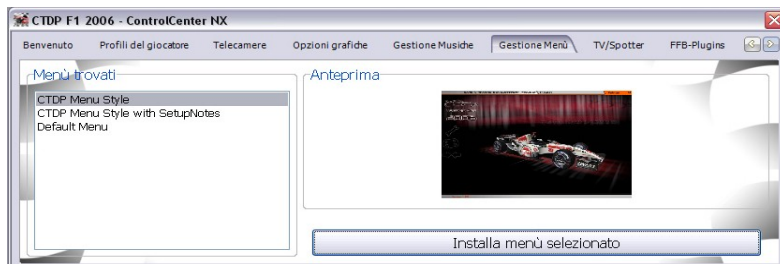 CTDP F1 2006 - ControlCenter NX
Benvenuto Profili del giocatore Telecamere Opzioni grafiche Gestione Musiche Gestione Menù TV/Spotter FFB-Plugins
Menù trovati
CTDP Menu Style
CTDP Menu Style with SetupNotes
Default Menu
Anteprima
Installa menù selezionato